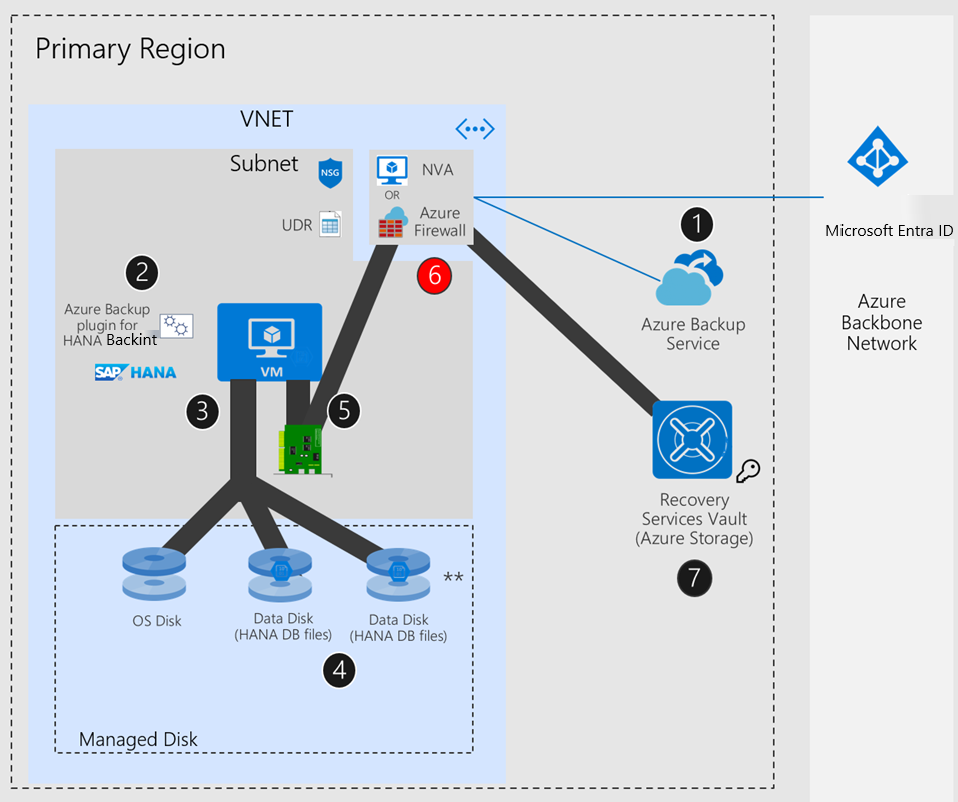 Primary Region
VNET
Subnet
NSG
UDR
NVA
OR
Azure
Firewall
6
1
Azure Backup
Service
Microsoft Entra ID
Azure
Backbone
Network
2
Azure Backup
plugin for
HANA Backint
SAP HANA
VM
3
5
Recovery
Services Vault
(Azure Storage)
7
OS Disk
Data Disk
(HANA DB files)
Data Disk
(HANA DB files)
**
4
Managed Disk